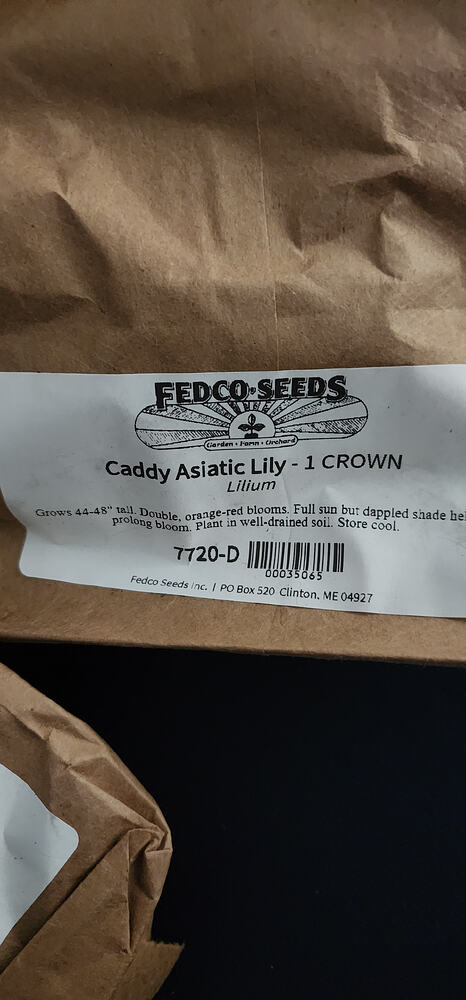 FEDCO·SEEDS
Garden • Farm • Orchard
Caddy Asiatic Lily - 1 CROWN
Lilium
Grows 44-48" tall. Double, orange-red blooms. Full sun but dappled shade
prolong bloom. Plant in well-drained soil. Store cool.
7720-D
00035065
Fedco Seeds Inc. | PO Box 520 Clinton, ME 04927